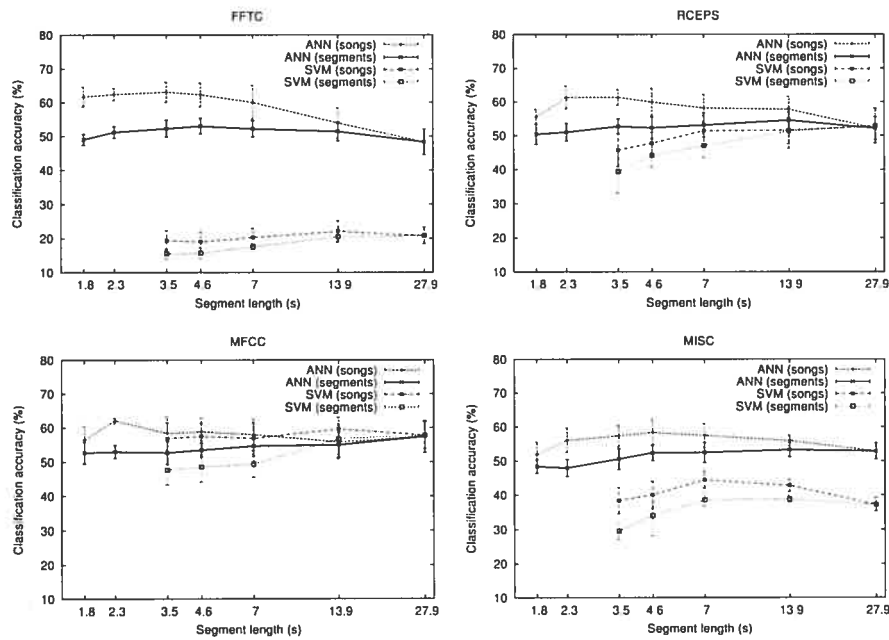 FFTC
80
70
60
50
40
30
20
10
Classification accuracy (%)
ANN (songs)
ANN (segments)
SVM (songs)
SVM (segments)
1.8 2.3 3.5 4.6 7 13.9 27.9
Segment length (s)
RCEPS
80
70
60
50
40
30
20
10
Classification accuracy (%)
ANN (songs)
ANN (segments)
SVM (songs)
SVM (segments)
1.8 2.3 3.5 4.6 7 13.9 27.9
Segment length (s)
MFCC
80
70
60
50
40
30
20
10
Classification accuracy (%)
ANN (songs)
ANN (segments)
SVM (songs)
SVM (segments)
1.8 2.3 3.5 4.6 7 13.9 27.9
Segment length (s)
MISC
80
70
60
50
40
30
20
10
Classification accuracy (%)
ANN (songs)
ANN (segments)
SVM (songs)
SVM (segments)
1.8 2.3 3.5 4.6 7 13 9 27.9
Segment length (s)